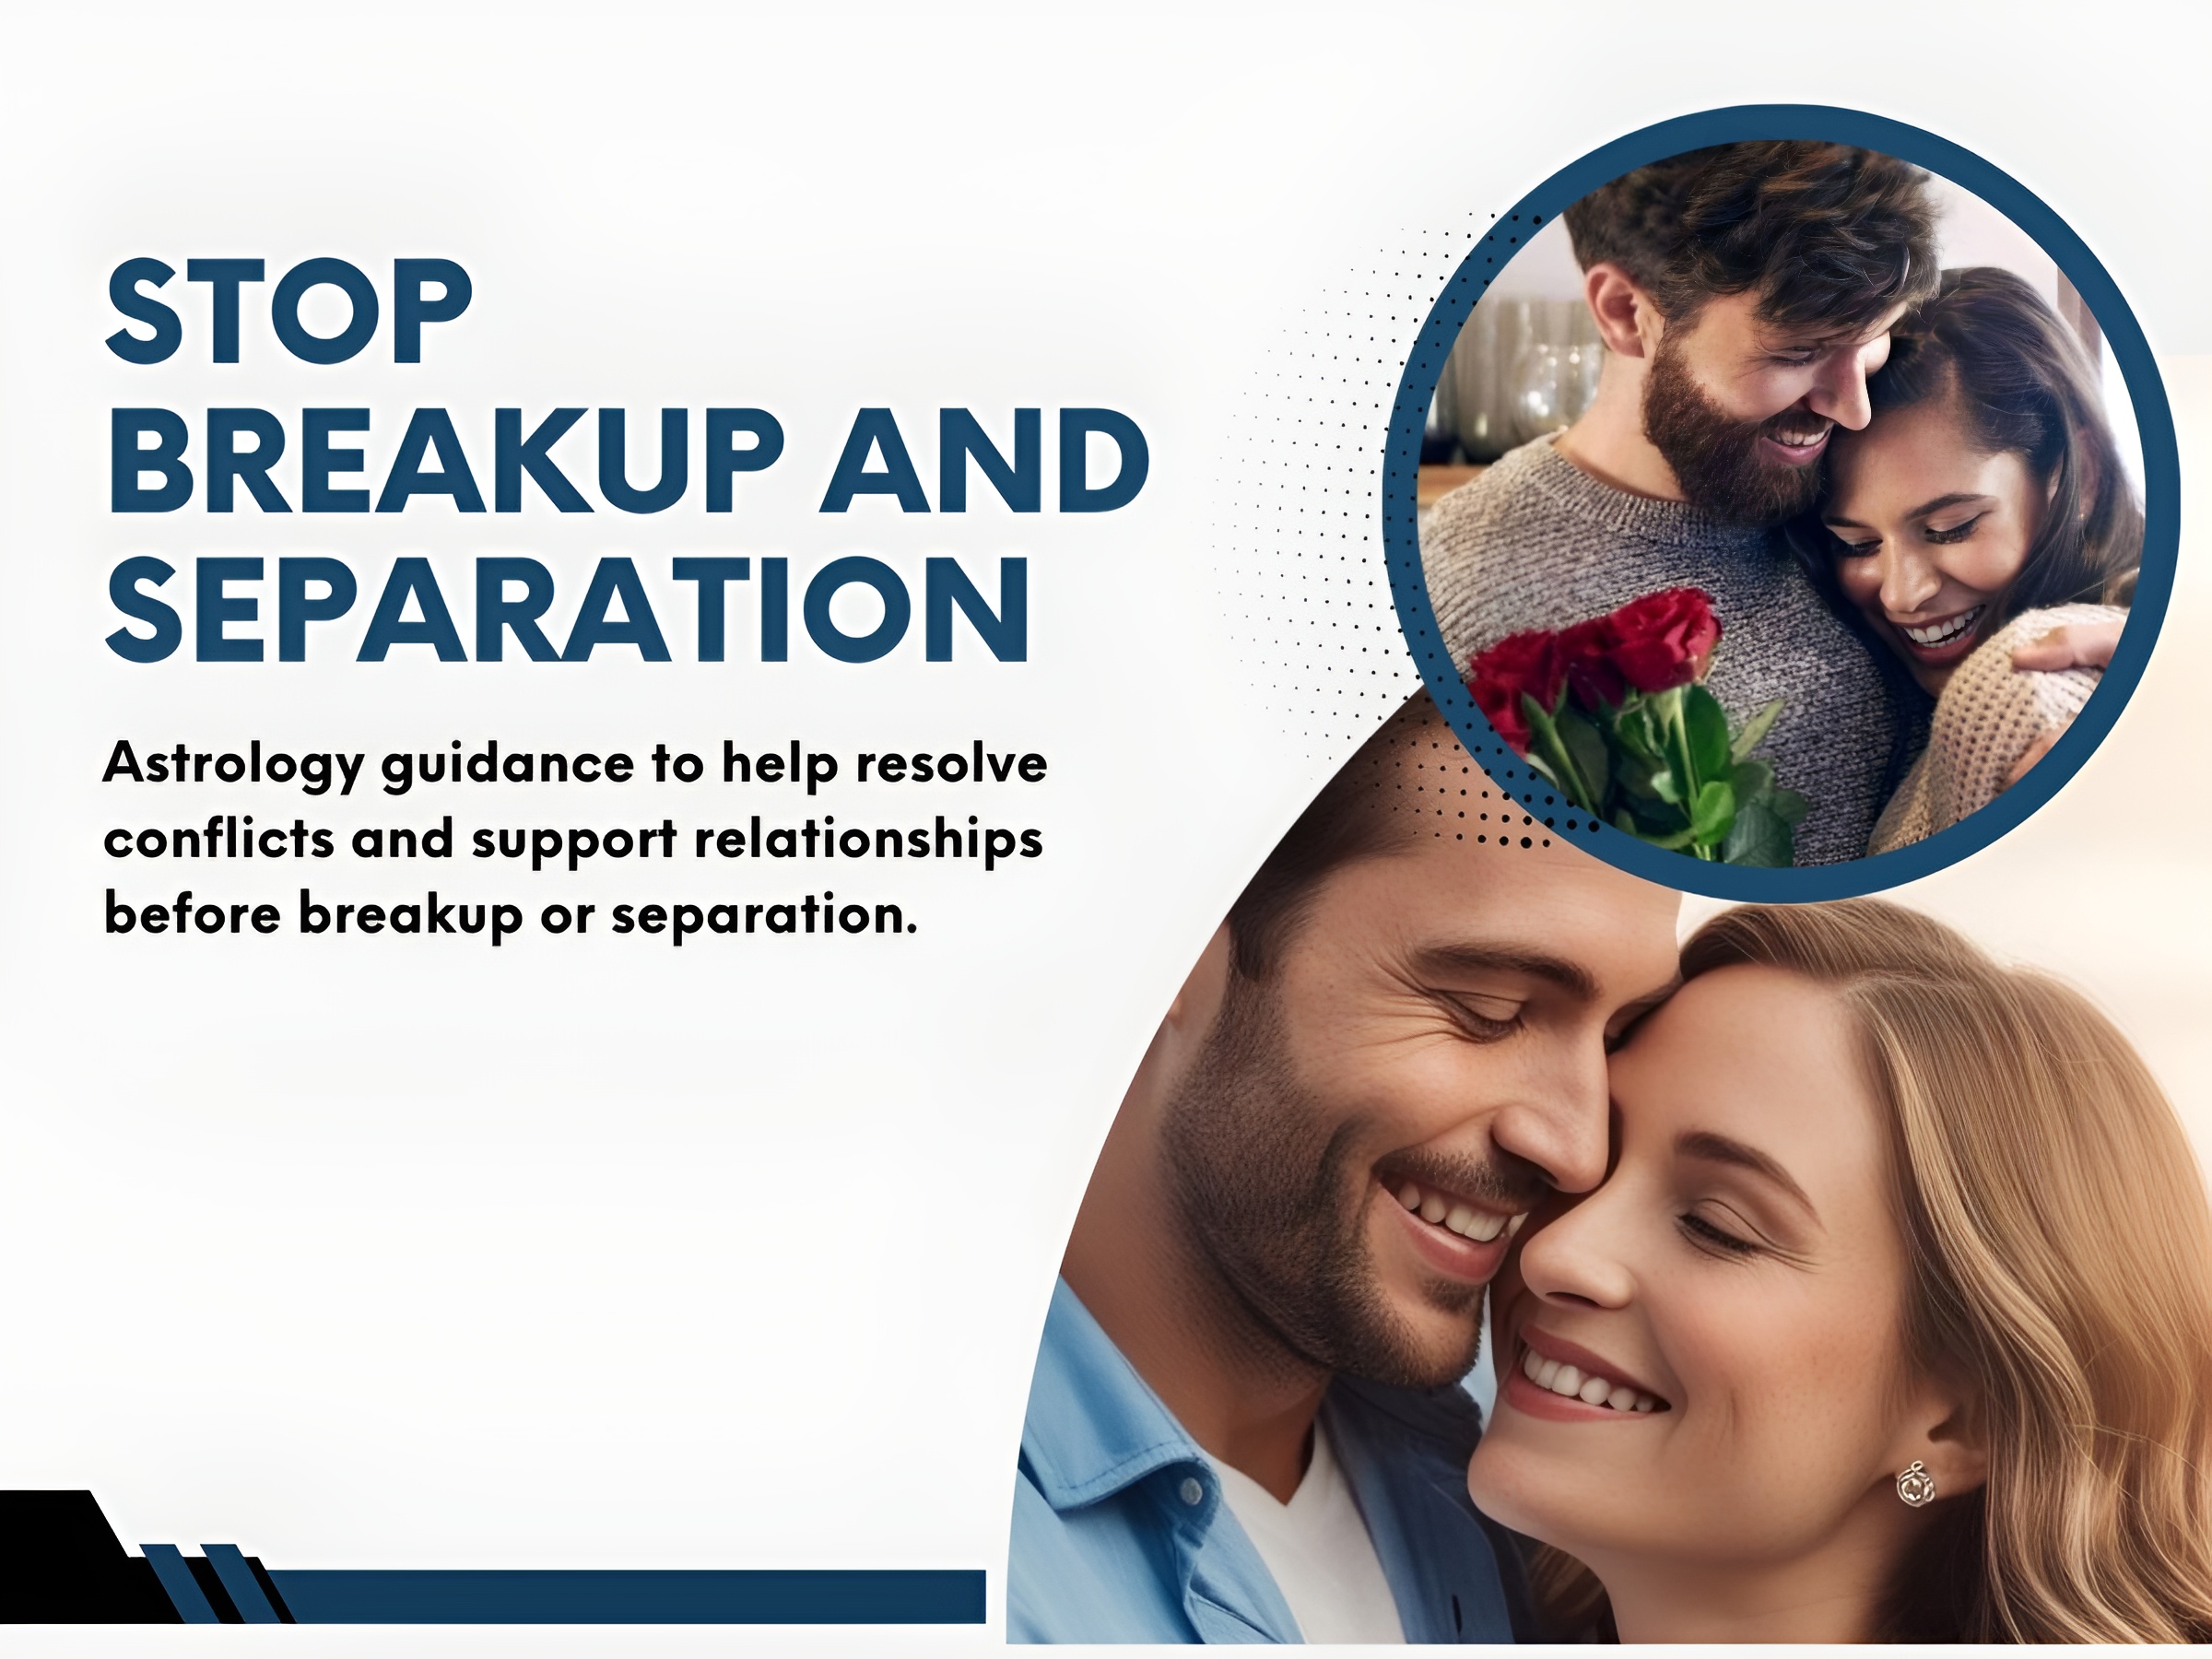 STOP
BREAKUP AND
SEPARATION
Astrology guidance to help resolve
conflicts and support relationships
before breakup or separation.